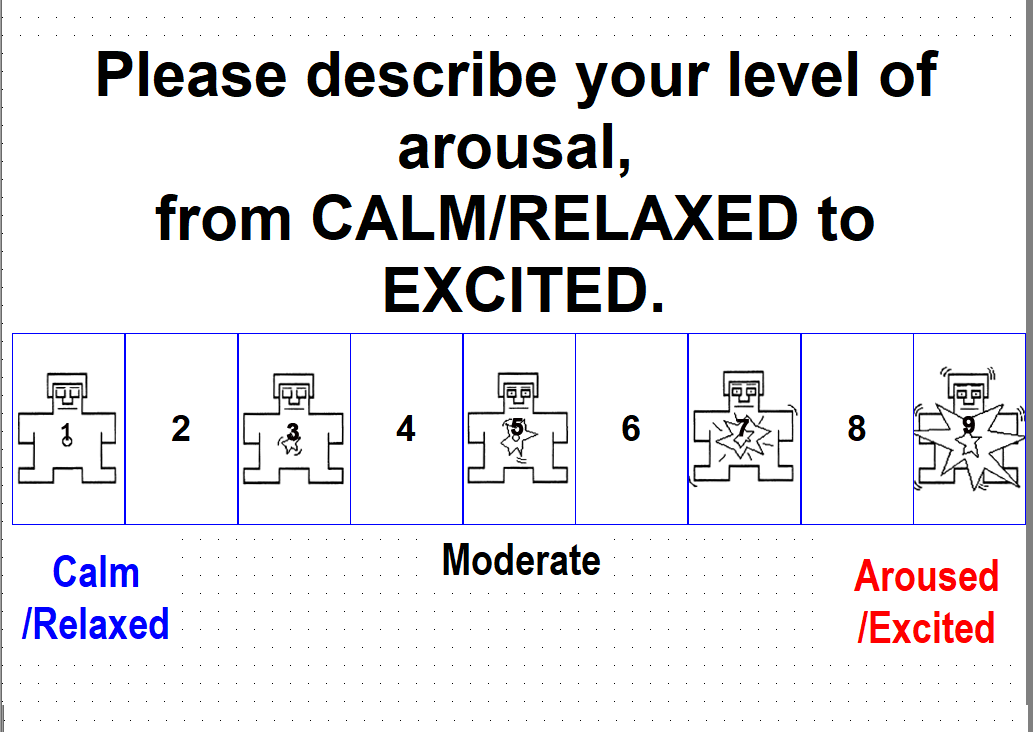 Please describe your level of
arousal,
from CALM/RELAXED to
EXCITED.
1 2 3 4 5 6 7 8 9
Calm
/Relaxed
Moderate
Aroused
/Excited